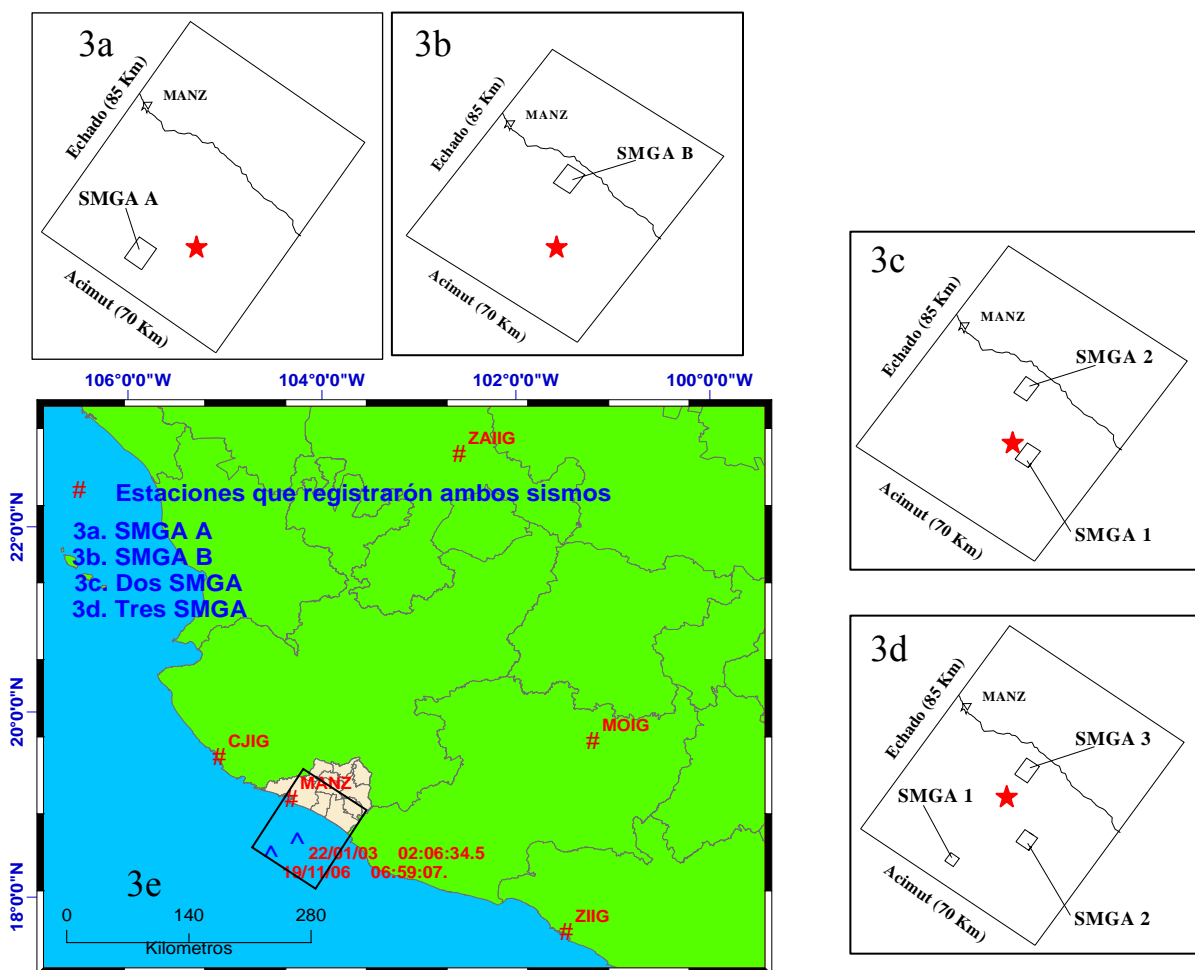 3a
Echado (85 Km)
MANZ
SMGA A
Acimut (70 Km)
3b
Echado (85 Km)
MANZ
SMGA B
Acimut (70 Km)
3c
Echado (85 Km)
MANZ
SMGA 2
SMGA 1
Acimut (70 Km)
3d
Echado (85 Km)
MANZ
SMGA 3
SMGA 1
SMGA 2
Acimut (70 Km)
106°0'0"W 104°0'0"W 102°0'0"W 100°0'0"W
22°0'0"N
20°0'0"N
18°0'0"N
# ZAIIG
# Estaciones que registrarón ambos sismos
3a. SMGA A
3b. SMGA B
3c. Dos SMGA
3d. Tres SMGA
# CJIG
# MOIG
# MANZ
^ ^
22/01/03 02:06:34.5
19/11/06 06:59:07.
3e
# ZIIG
0 140 280
Kilometros